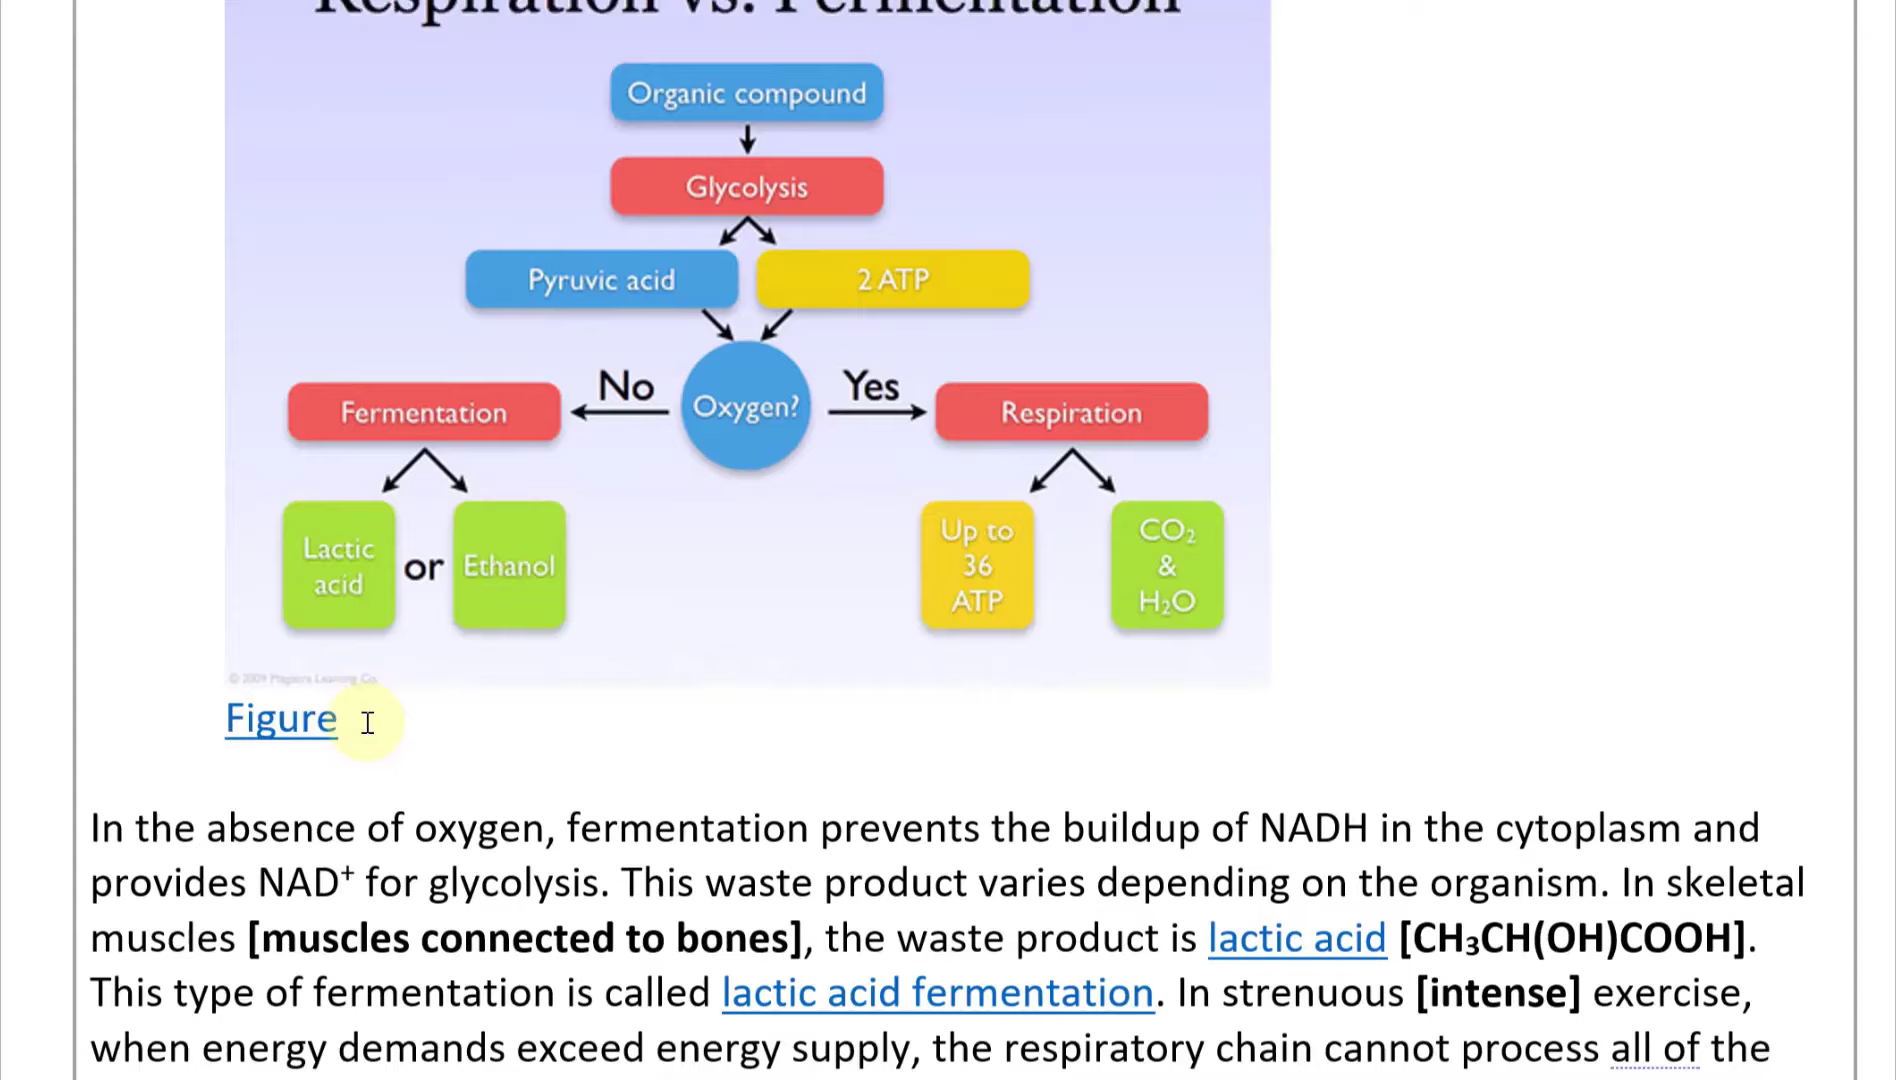 Respiration vs. Fermentation
Organic compound
Glycolysis
Pyruvic acid
2 ATP
No
Oxygen?
Yes
Fermentation
Respiration
Lactic
acid
or
Ethanol
Up to
36
ATP
CO₂
&
H₂O
Figure
In the absence of oxygen, fermentation prevents the buildup of NADH in the cytoplasm and
provides NAD⁺ for glycolysis. This waste product varies depending on the organism. In skeletal
muscles [muscles connected to bones], the waste product is lactic acid [CH₃CH(OH)COOH].
This type of fermentation is called lactic acid fermentation. In strenuous [intense] exercise,
when energy demands exceed energy supply, the respiratory chain cannot process all of the